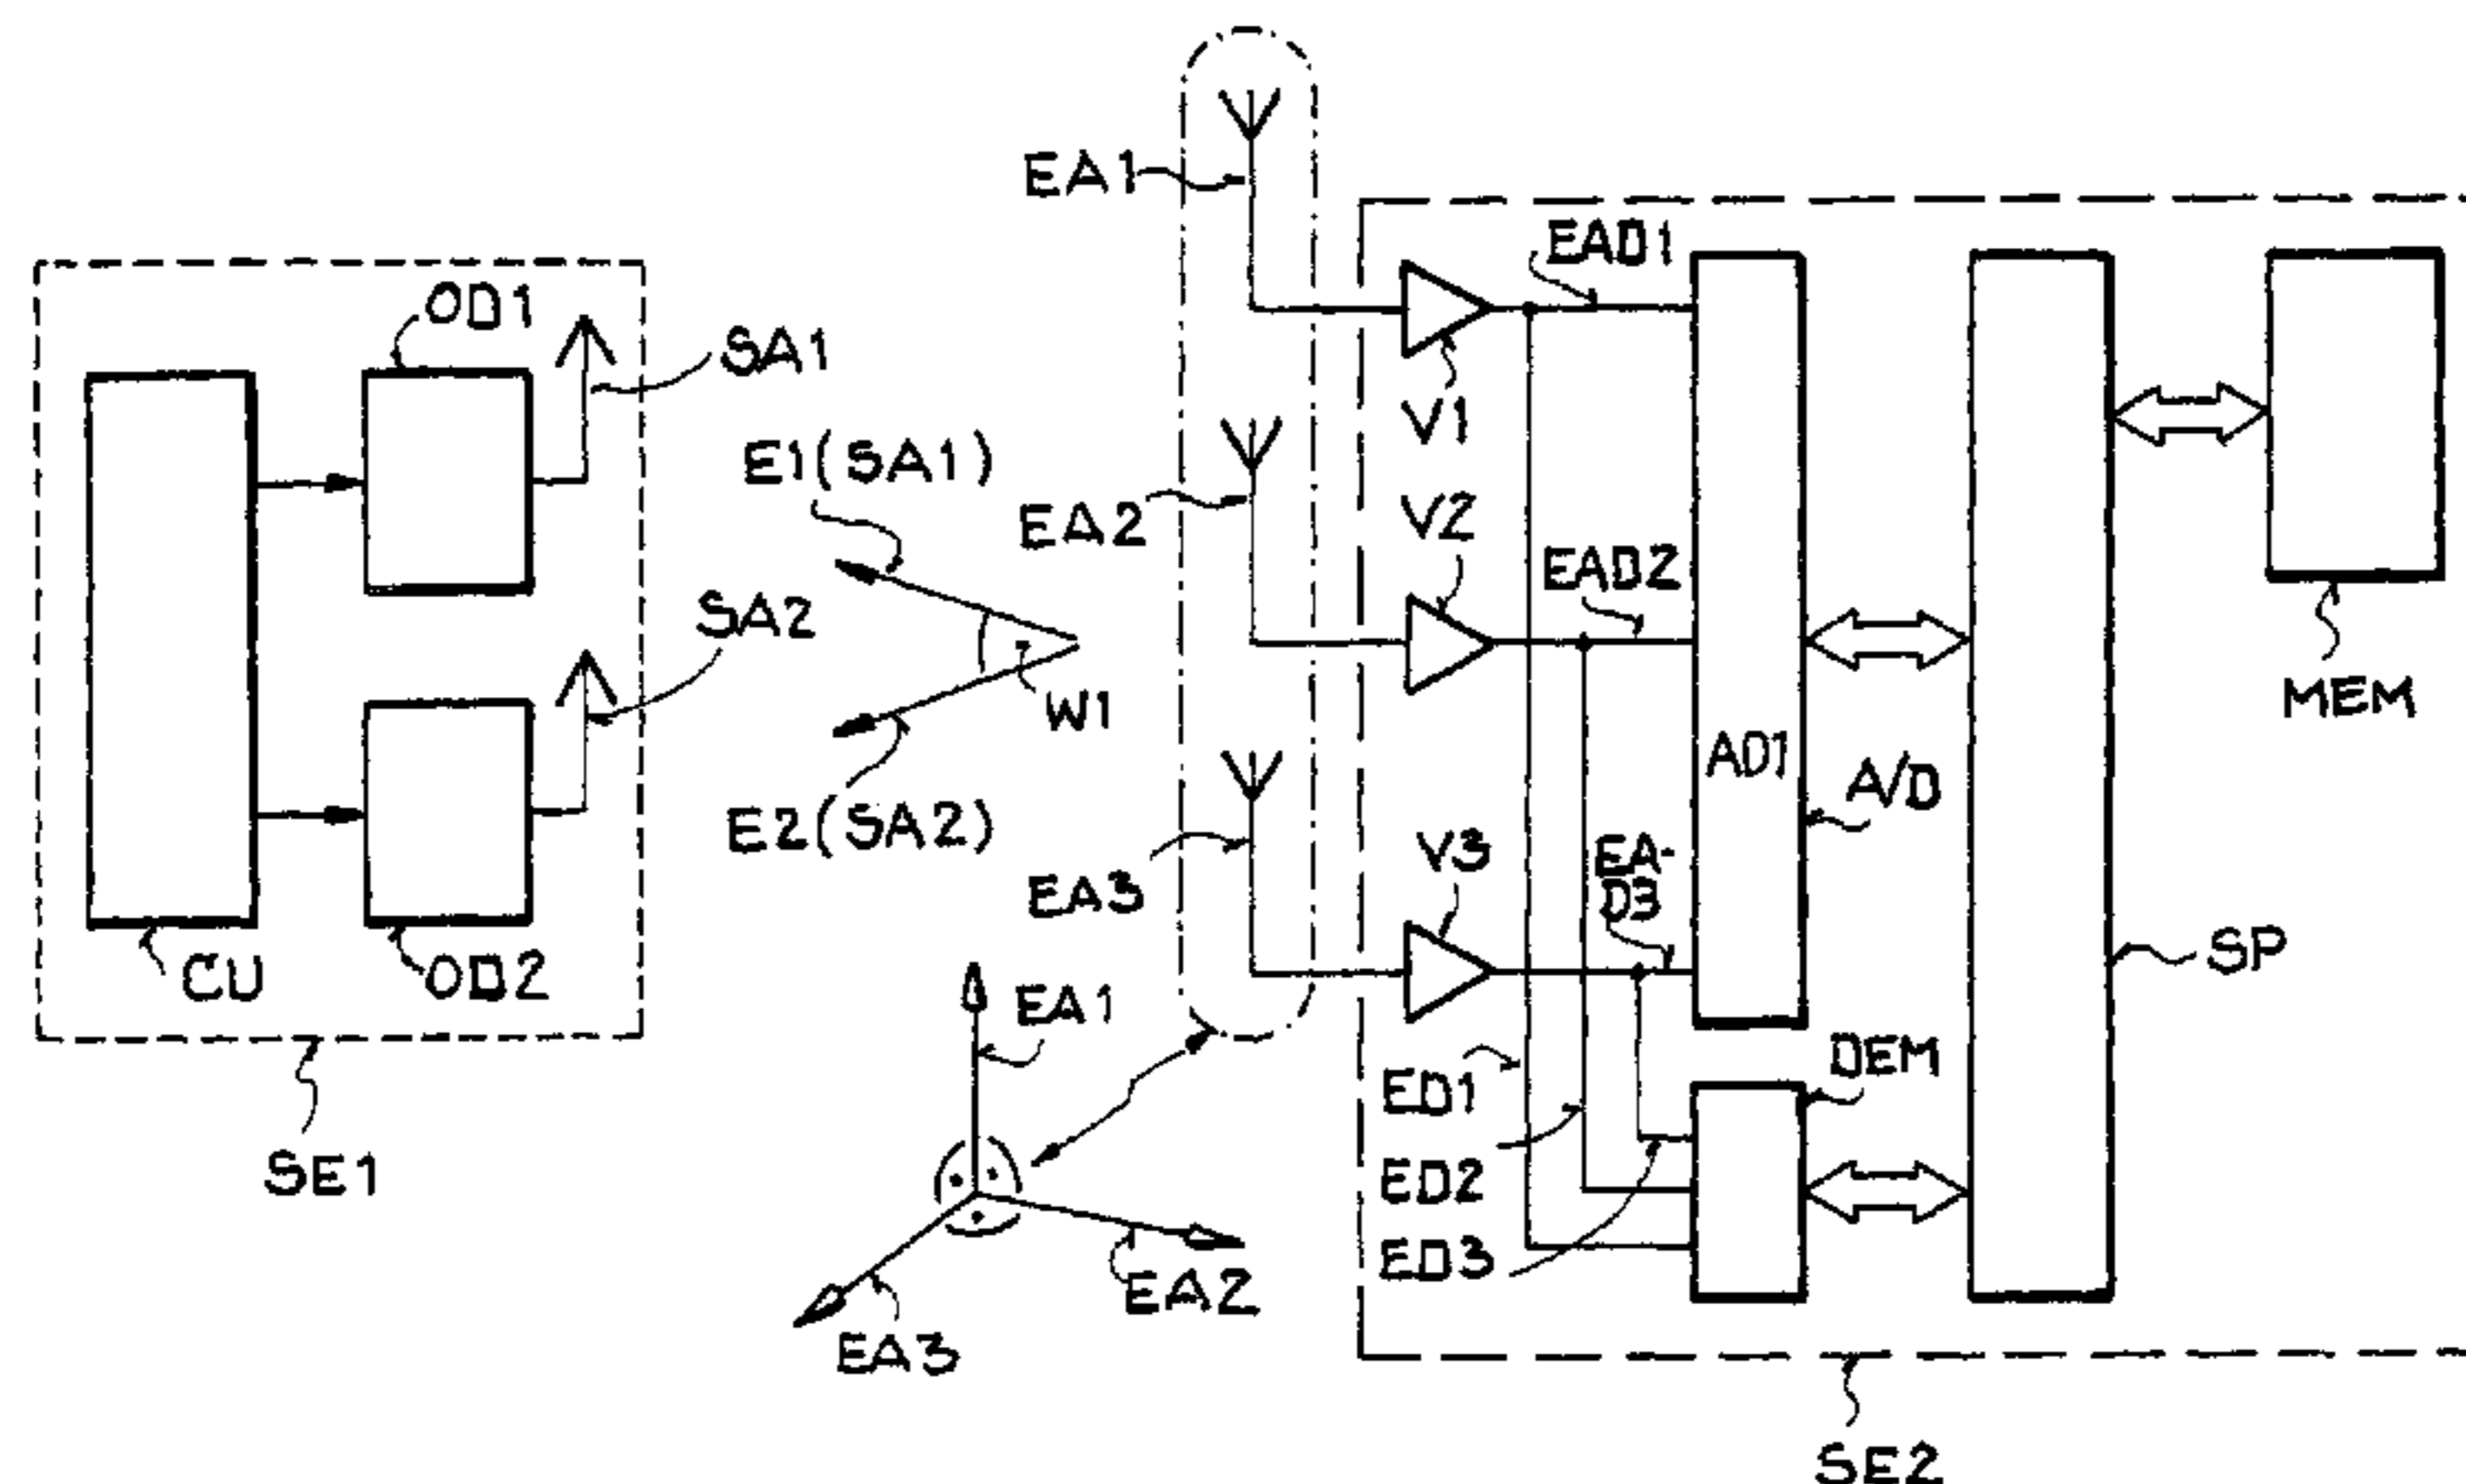 OD1
SA1
SA2
OD2
CU
SE1
E1(SA1)
W1
E2(SA2)
EA1
EA2
EA3
EA1
EA2
EA3
V1
V2
V3
EAD1
EAD2
EA-
D3
AD1
A/D
ED1
ED2
ED3
DEM
SP
MEM
SE2